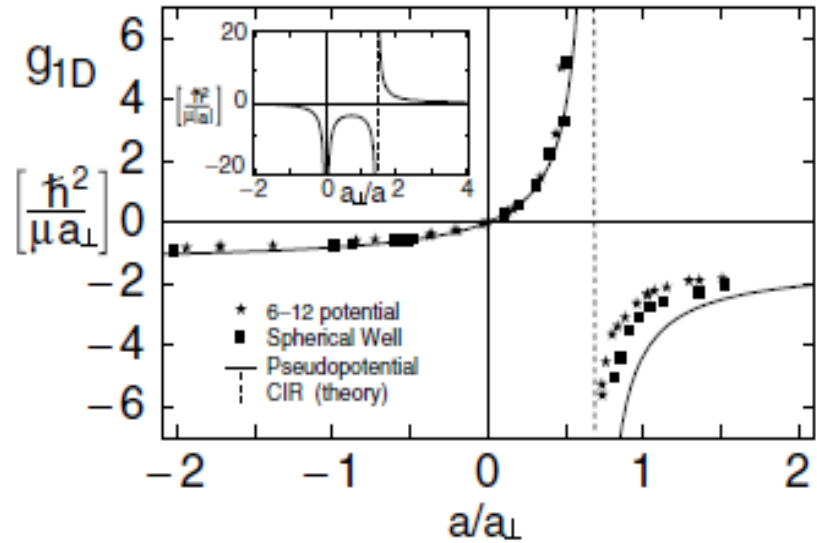 g1D
[ħ²/μa⊥]
6
4
2
0
−2
−4
−6
20
0
−20
[ħ²/μ|a|]
−2 0 2 4
a⊥/a
6−12 potential
Spherical Well
Pseudopotential
CIR (theory)
−2 −1 0 1 2
a/a⊥